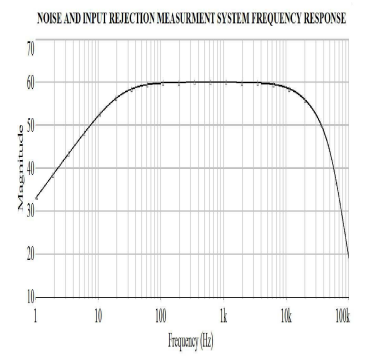 NOISE AND INPUT REJECTION MEASURMENT SYSTEM FREQUENCY RESPONSE
70
60
50
40
30
20
10
Magnitude
1 10 100 1k 10k 100k
Frequency (Hz)